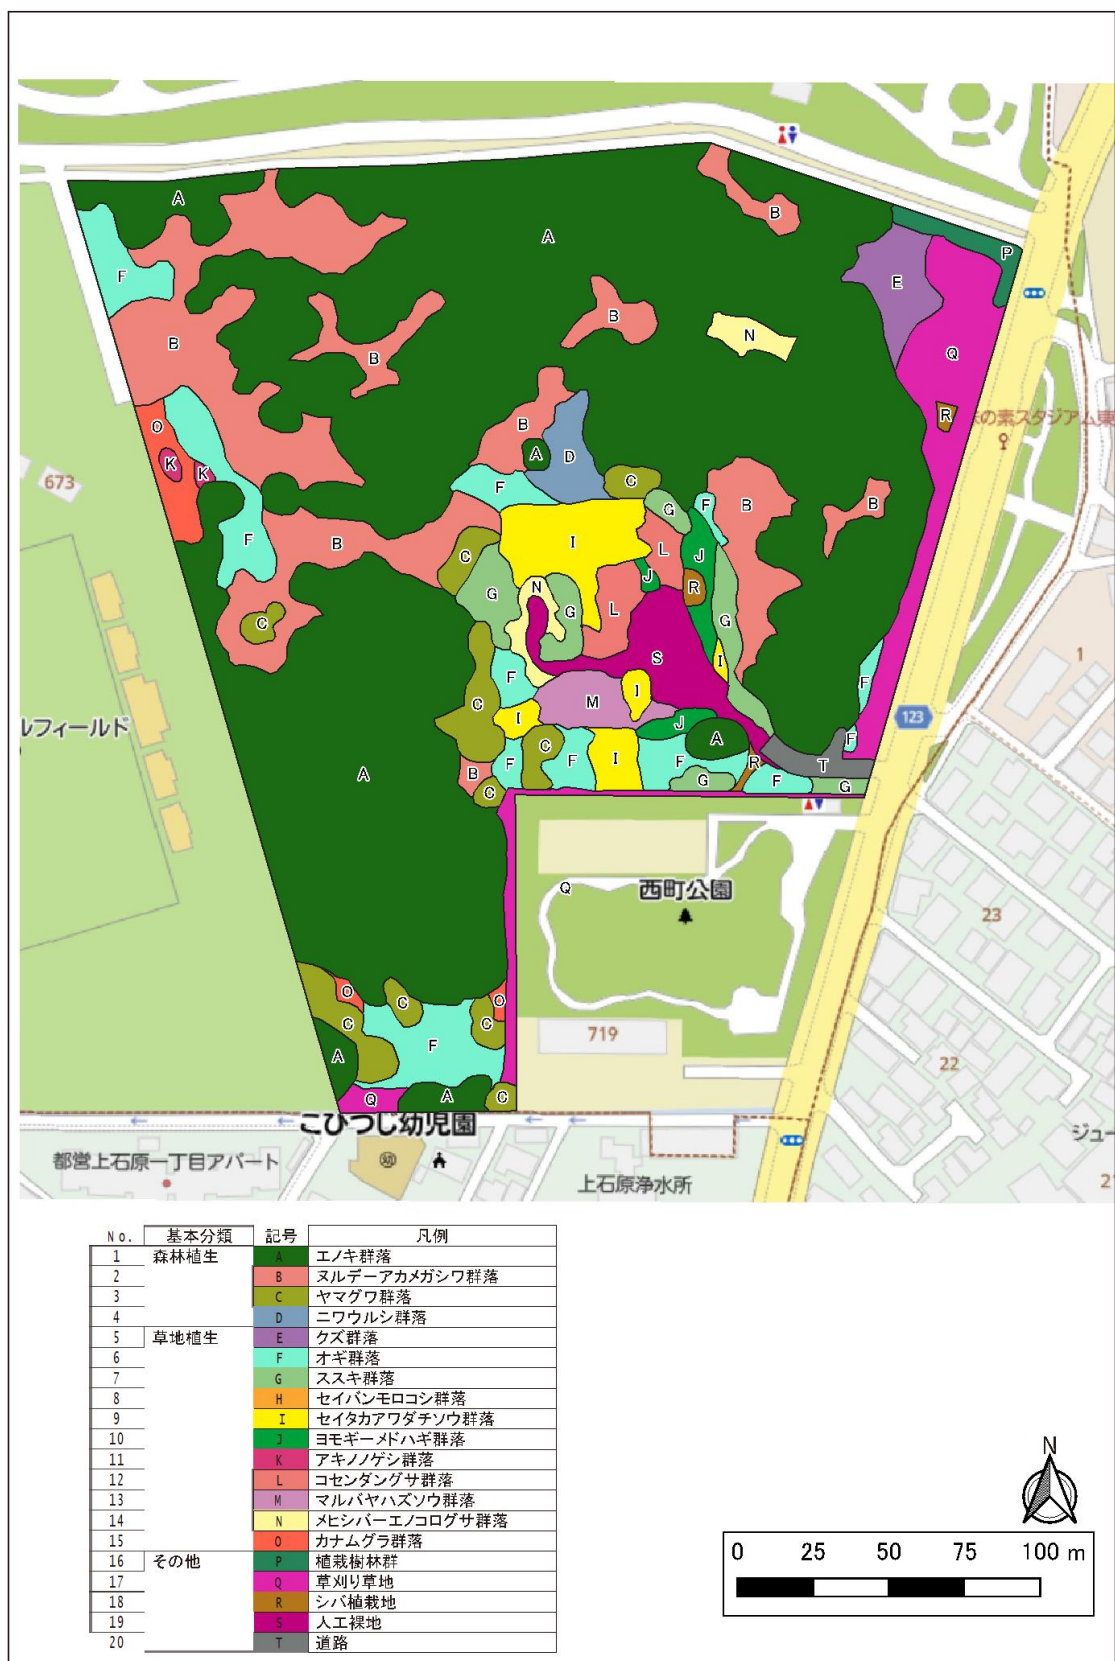 A
B
A
P
F
E
B
B
B
N
Q
R
味の素スタジアム東
B
O
A
D
K
K
673
F
C
B
B
G
F
F
B
I
L
J
C
J
R
N
G
G
L
G
C
S
I
1
F
F
ルフィールド
C
M
I
I
123
J
A
F
A
C
F
F
I
F
R
T
B
G
F
G
C
Q
西町公園
23
O
C
O
C
C
719
F
22
A
Q
A
C
こひつじ幼児園
ジュー
都営上石原一丁目アパート
幼
上石原浄水所
21
No. 基本分類 記号 凡例
1 森林植生 A エノキ群落
2 B ヌルデーアカメガシワ群落
3 C ヤマグワ群落
4 D ニワウルシ群落
5 草地植生 E クズ群落
6 F オギ群落
7 G ススキ群落
8 H セイバンモロコシ群落
9 I セイタカアワダチソウ群落
10 J ヨモギーメドハギ群落
11 K アキノノゲシ群落
12 L コセンダングサ群落
13 M マルバヤハズソウ群落
14 N メヒシバーエノコログサ群落
15 O カナムグラ群落
16 その他 P 植栽樹林群
17 Q 草刈り草地
18 R シバ植栽地
19 S 人工裸地
20 T 道路
N
0 25 50 75 100 m